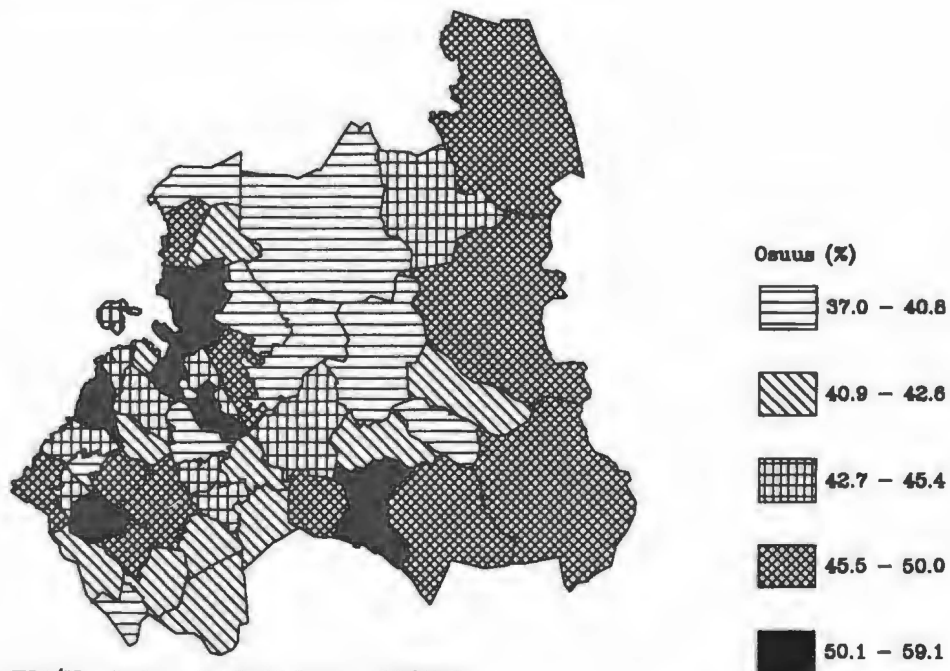 Osuus (%)
37.0 – 40.8
40.9 – 42.6
42.7 – 45.4
45.5 – 50.0
50.1 – 59.1